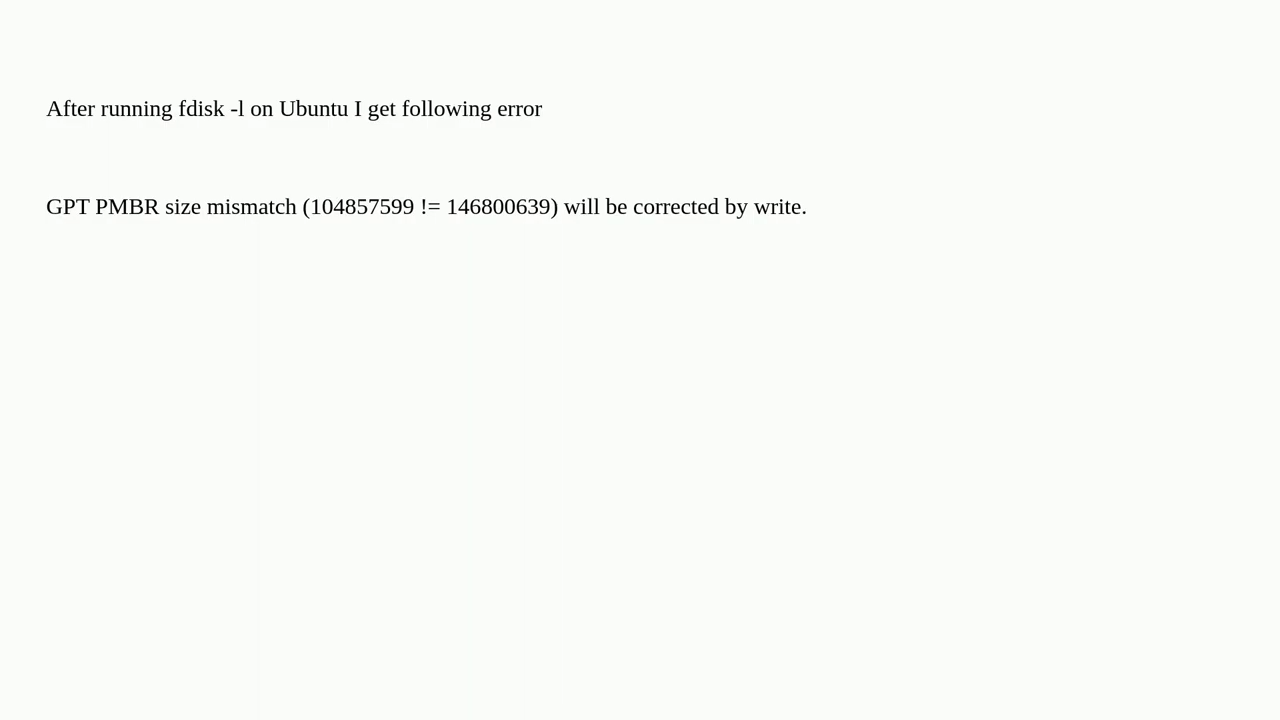 After running fdisk -l on Ubuntu I get following error
GPT PMBR size mismatch (104857599 != 146800639) will be corrected by write.